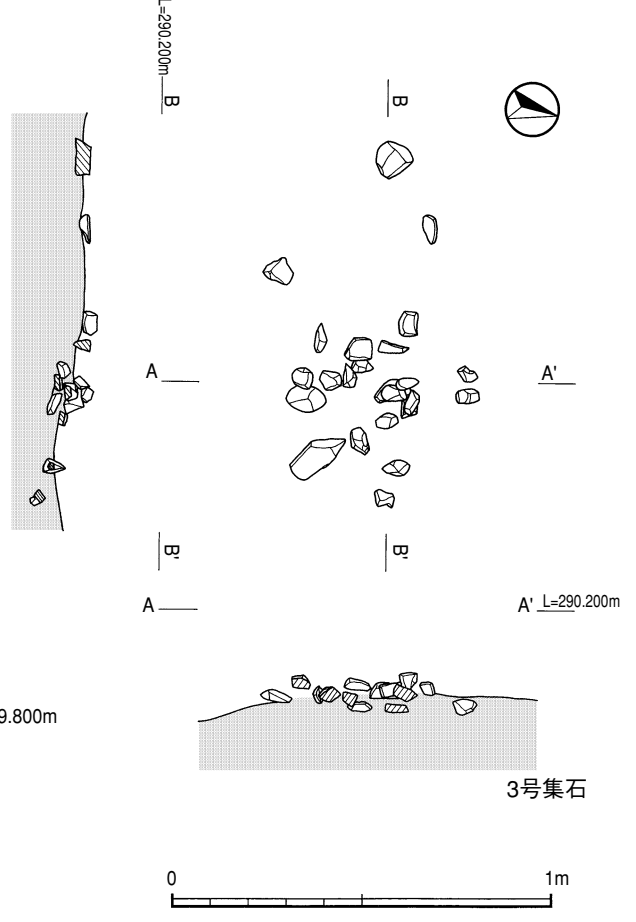 L=290.200m
B
B
A
A'
B'
B'
A
A' L=290.200m
9.800m
3号集石
0 1m